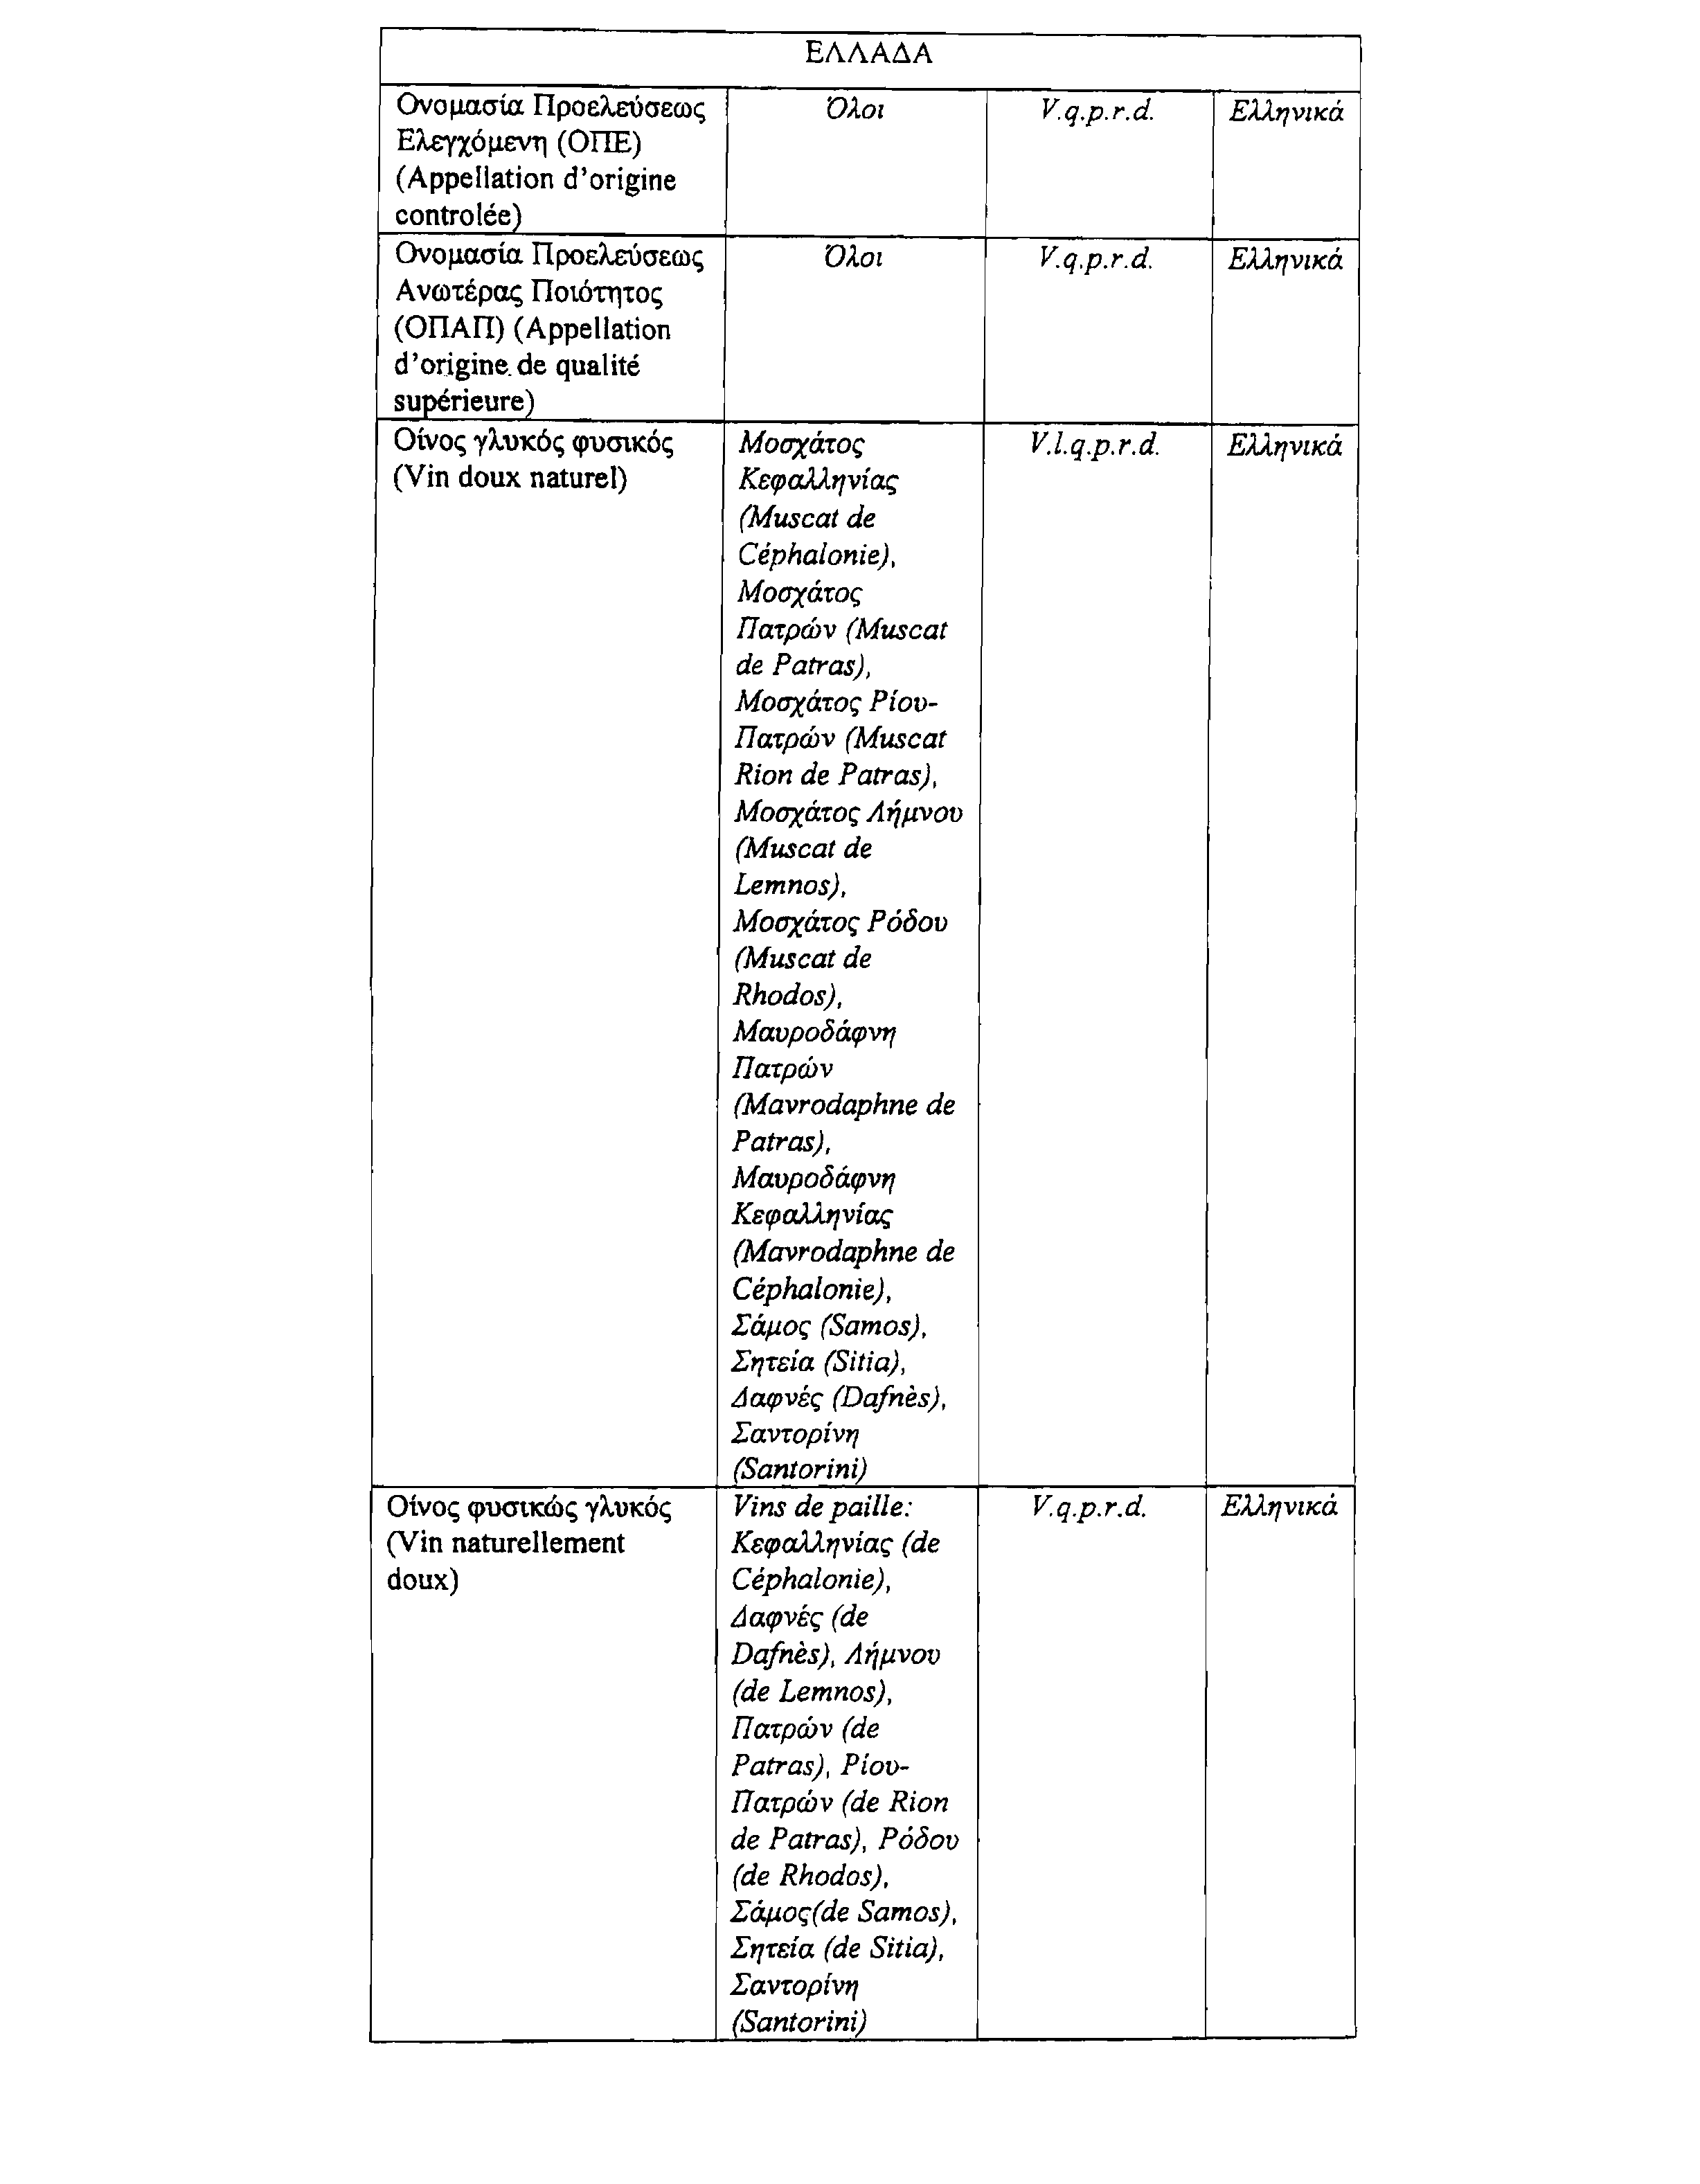 ΕΛΛΑΔΑ
Ονομασία Προελεύσεως
Ελεγχόμενη (ΟΠΕ)
(Appellation d’origine
controlée)
Όλοι
V.q.p.r.d.
Ελληνικά
Ονομασία Προελεύσεως
Ανωτέρας Ποιότητος
(ΟΠΑΠ) (Appellation
d’origine de qualité
supérieure)
Όλοι
V.q.p.r.d.
Ελληνικά
Οίνος γλυκός φυσικός
(Vin doux naturel)
Μοσχάτος
Κεφαλληνίας
(Muscat de
Céphalonie),
Μοσχάτος
Πατρών (Muscat
de Patras),
Μοσχάτος Ρίου-
Πατρών (Muscat
Rion de Patras),
Μοσχάτος Λήμνου
(Muscat de
Lemnos),
Μοσχάτος Ρόδου
(Muscat de
Rhodos),
Μαυροδάφνη
Πατρών
(Mavrodaphne de
Patras),
Μαυροδάφνη
Κεφαλληνίας
(Mavrodaphne de
Céphalonie),
Σάμος (Samos),
Σητεία (Sitia),
Δαφνές (Dafnès),
Σαντορίνη
(Santorini)
V.l.q.p.r.d.
Ελληνικά
Οίνος φυσικώς γλυκός
(Vin naturellement
doux)
Vins de paille:
Κεφαλληνίας (de
Céphalonie),
Δαφνές (de
Dafnès), Λήμνου
(de Lemnos),
Πατρών (de
Patras), Ρίου-
Πατρών (de Rion
de Patras), Ρόδου
(de Rhodos),
Σάμος(de Samos),
Σητεία (de Sitia),
Σαντορίνη
(Santorini)
V.q.p.r.d.
Ελληνικά